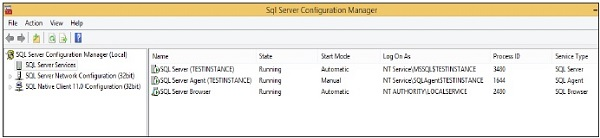 Sql Server Configuration Manager
File Action View Help
SQL Server Configuration Manager (Local)
SQL Server Services
SQL Server Network Configuration (32bit)
SQL Native Client 11.0 Configuration (32bit)
Name State Start Mode Log On As Process ID Service Type
SQL Server (TESTINSTANCE) Running Automatic NT Service\MSSQL$TESTINSTANCE 3480 SQL Server
SQL Server Agent (TESTINSTANCE) Running Manual NT Service\SQLAgent$TESTINSTANCE 1644 SQL Agent
SQL Server Browser Running Automatic NT AUTHORITY\LOCALSERVICE 2480 SQL Browser